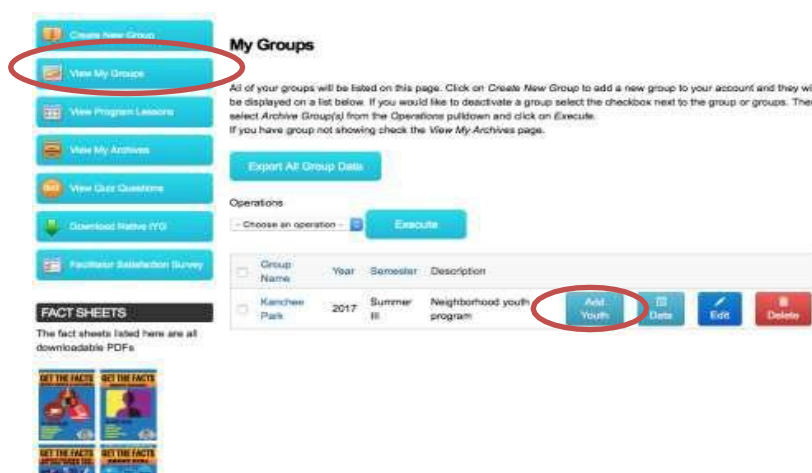 Create New Group
View My Groups
View Program Lessons
View My Archives
View Quiz Questions
Download Native IYG
Facilitator Satisfaction Survey
FACT SHEETS
The fact sheets listed here are all
downloadable PDFs
GET THE FACTS GET THE FACTS
GET THE FACTS GET THE FACTS
My Groups
All of your groups will be listed on this page. Click on Create New Group to add a new group to your account and they wi
be displayed on a list below. If you would like to deactivate a group select the checkbox next to the group or groups. The
select Archive Group(s) from the Operations pulldown and click on Execute.
If you have group not showing check the View My Archives page.
Export All Group Data
Operations
- Choose an operation - Execute
Group
Name Year Semester Description
Kanchee
Park 2017 Summer
III Neighborhood youth
program Add
Youth Data Edit Delete